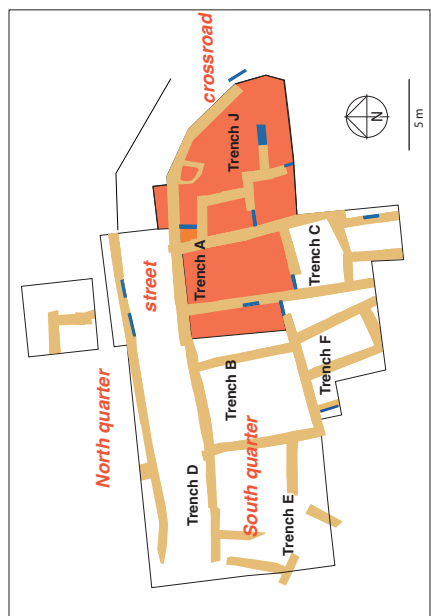 North quarter
street
crossroad
Trench D
South quarter
Trench E
Trench B
Trench F
Trench A
Trench C
Trench J
N
5 m